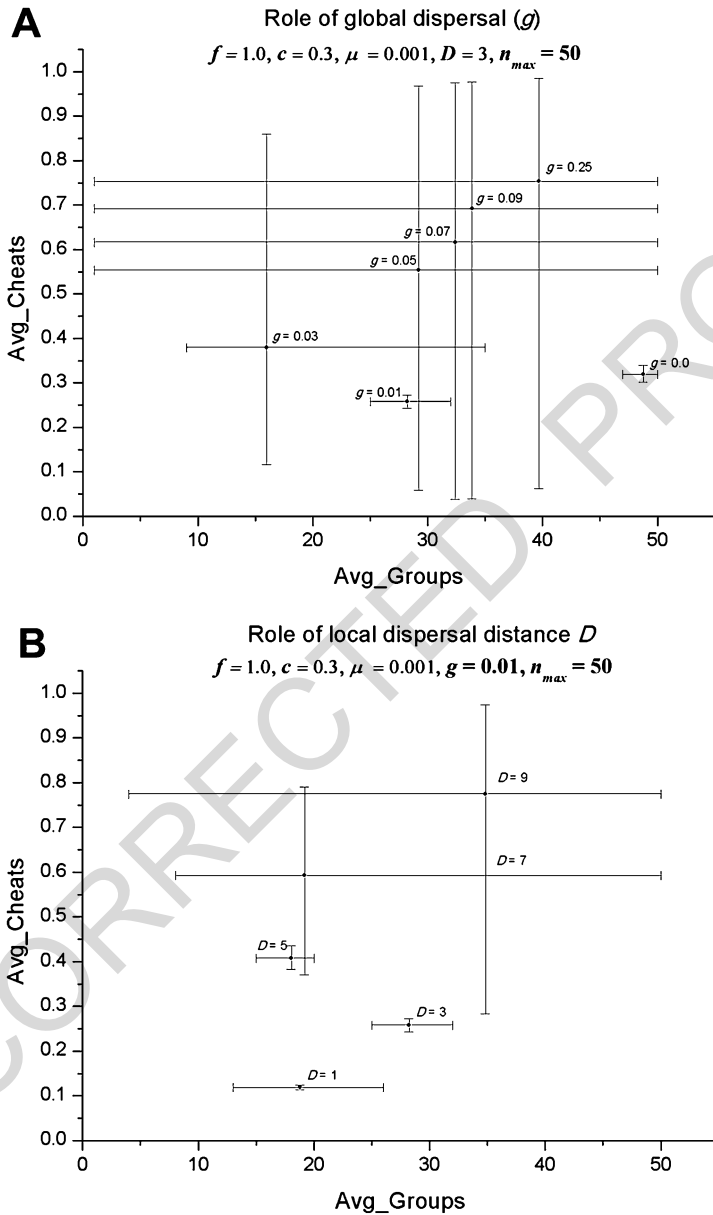 A
Role of global dispersal (g)
f = 1.0, c = 0.3, μ = 0.001, D = 3, n_max = 50
1.0
0.9
0.8
0.7
0.6
0.5
0.4
0.3
0.2
0.1
0.0
Avg_Cheats
g = 0.25
g = 0.09
g = 0.07
g = 0.05
g = 0.03
g = 0.0
g = 0.01
10 20 30 40 50
Avg_Groups
B
Role of local dispersal distance D
f = 1.0, c = 0.3, μ = 0.001, g = 0.01, n_max = 50
1.0
0.9
0.8
0.7
0.6
0.5
0.4
0.3
0.2
0.1
0.0
Avg_Cheats
D = 9
D = 7
D = 5
D = 3
D = 1
0 10 20 30 40 50
Avg_Groups
CORRECTED PRO